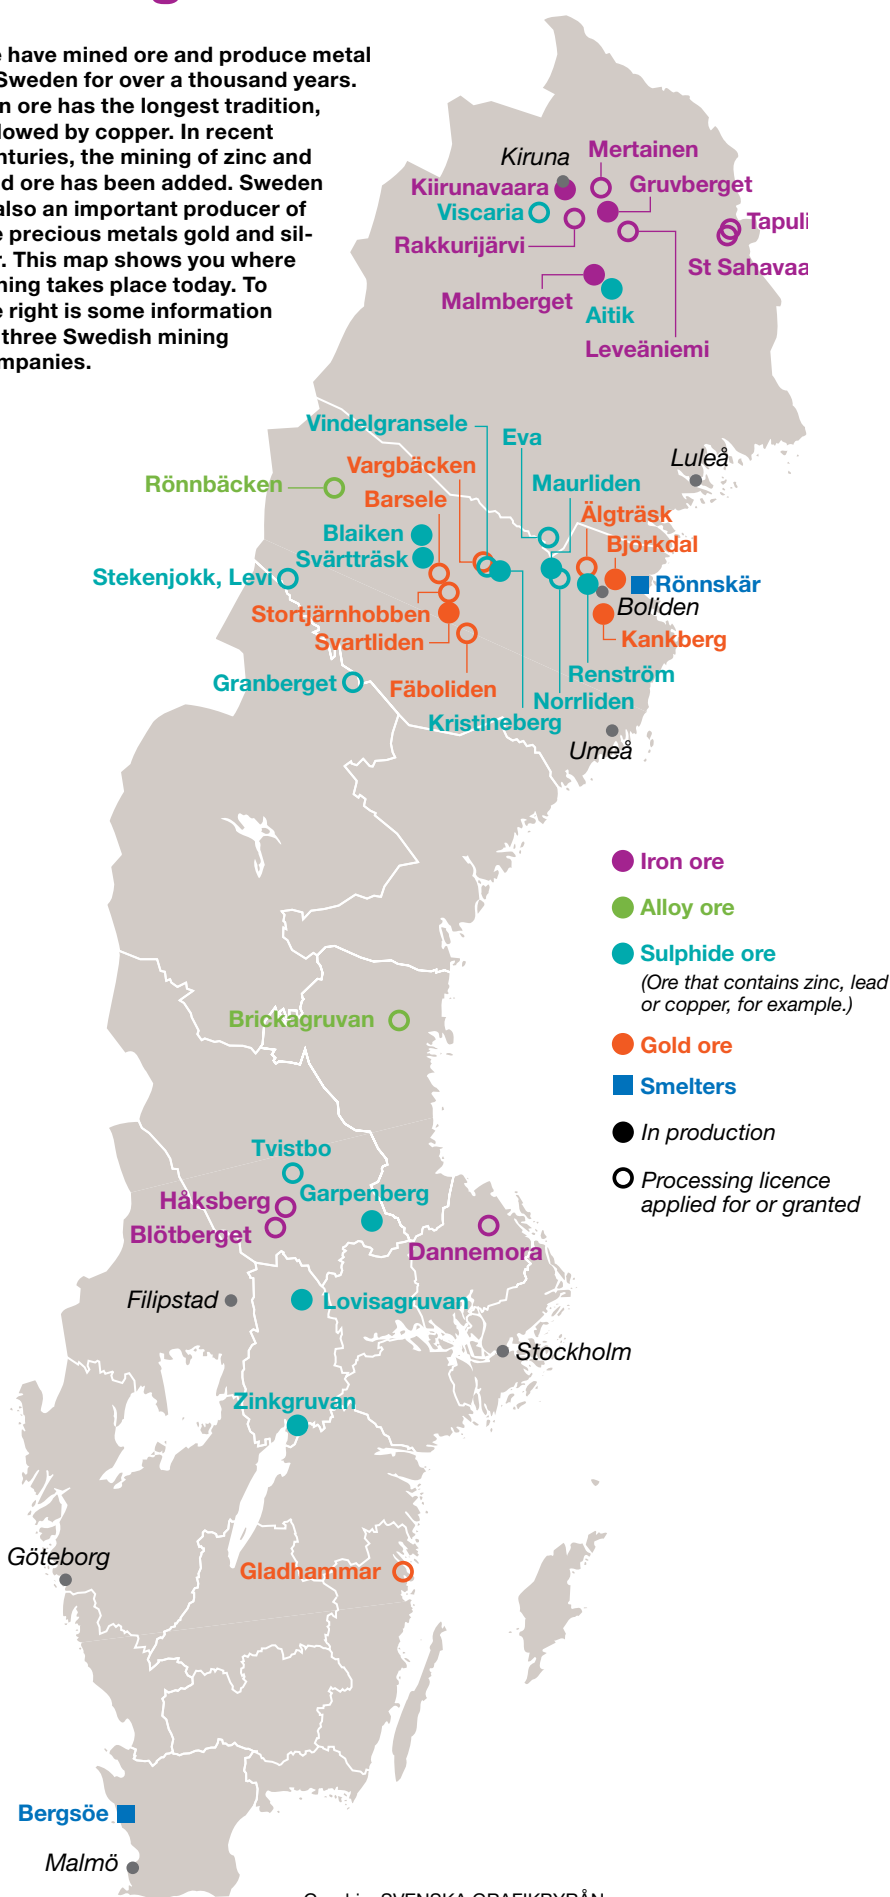 e have mined ore and produce metal
Sweden for over a thousand years.
n ore has the longest tradition,
lowed by copper. In recent
nturies, the mining of zinc and
d ore has been added. Sweden
also an important producer of
e precious metals gold and sil-
r. This map shows you where
ning takes place today. To
e right is some information
three Swedish mining
mpanies.
Kiruna
Mertainen
Kiirunavaara
Gruvberget
Viscaria
Tapuli
Rakkurijärvi
St Sahavaa
Malmberget
Aitik
Leveäniemi
Vindelgransele
Eva
Vargbäcken
Luleå
Rönnbäcken
Barsele
Maurliden
Älgträsk
Blaiken
Björkdal
Svärtträsk
Stekenjokk, Levi
Rönnskär
Boliden
Stortjärnhobben
Svartliden
Kankberg
Renström
Granberget
Fäboliden
Norrliden
Kristineberg
Umeå
Iron ore
Alloy ore
Sulphide ore
(Ore that contains zinc, lead
or copper, for example.)
Brickagruvan
Gold ore
Smelters
In production
Processing licence
applied for or granted
Tvistbo
Garpenberg
Håksberg
Blötberget
Dannemora
Filipstad
Lovisagruvan
Stockholm
Zinkgruvan
Göteborg
Gladhammar
Bergsöe
Malmö